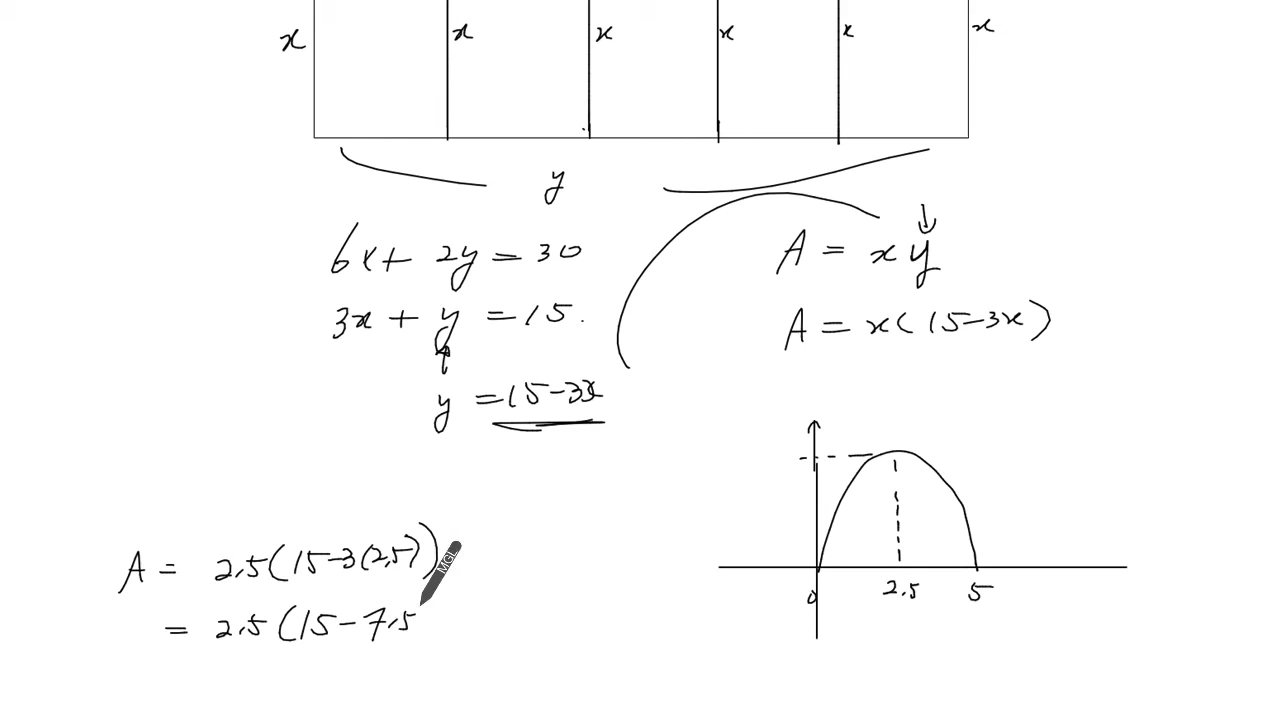 x x x x x x
y
6x + 2y = 30
3x + y = 15.
y = 15-3x
A = xy
A = x(15-3x)
0 2.5 5
A = 2.5(15-3(2.5))
= 2.5(15-7.5
MGL